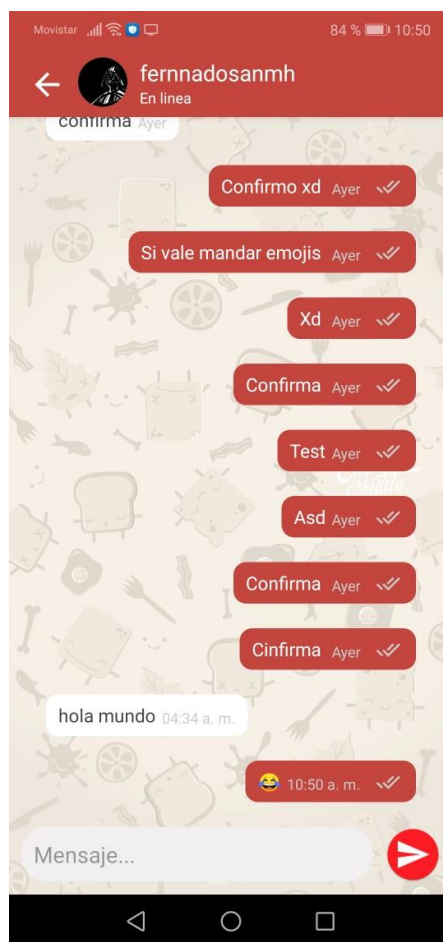 Movistar 84 % 10:50
fernnadosanmh
En linea
confirma Ayer
Confirmo xd Ayer
Si vale mandar emojis Ayer
Xd Ayer
Confirma Ayer
Test Ayer
Asd Ayer
Confirma Ayer
Cinfirma Ayer
hola mundo 04:34 a. m.
😂 10:50 a. m.
Mensaje...